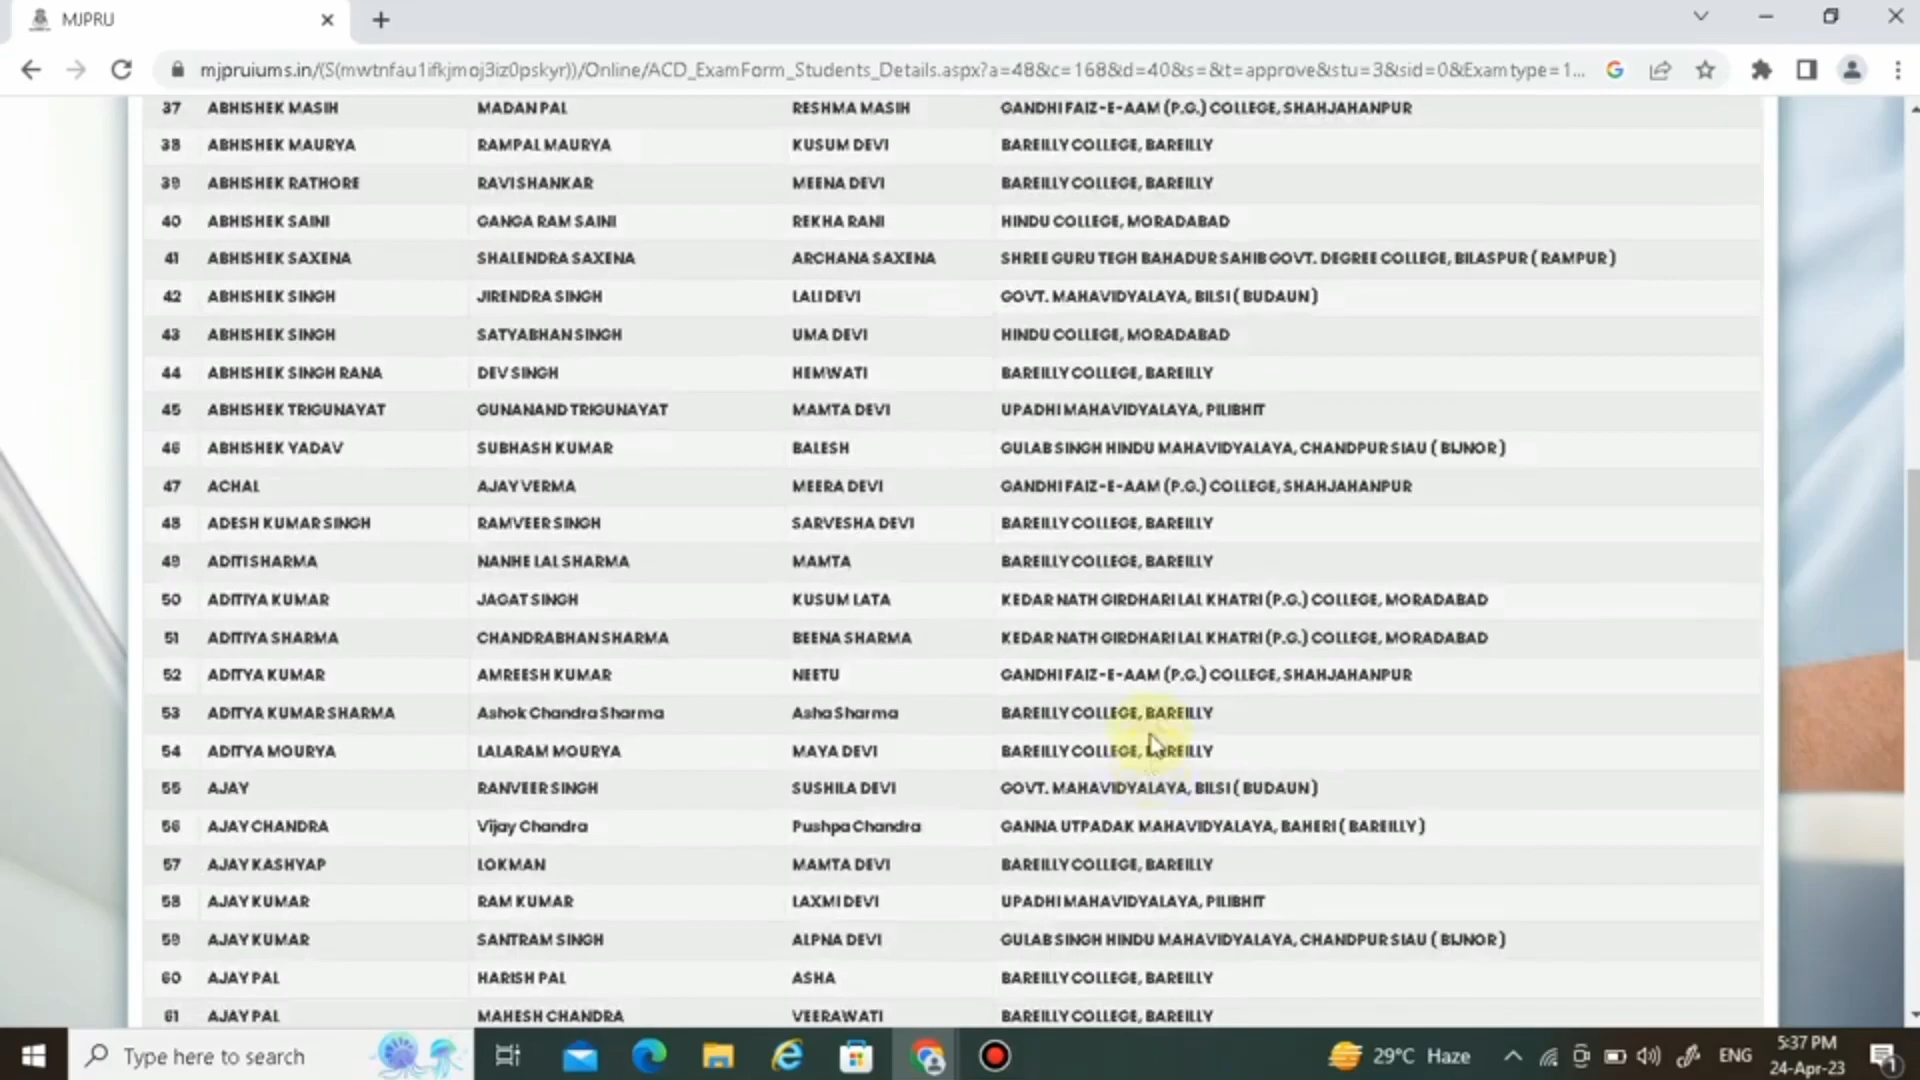 MJPRU
mjpruiums.in/(S(mwtnfau1ifkjmoj3iz0pskyr))/Online/ACD_ExamForm_Students_Details.aspx?a=48&c=168&d=40&s=&t=approve&stu=3&sid=0&Examtype=1...
37 ABHISHEK MASIH MADAN PAL RESHMA MASIH GANDHI FAIZ-E-AAM (P.G.) COLLEGE, SHAHJAHANPUR
38 ABHISHEK MAURYA RAMPAL MAURYA KUSUM DEVI BAREILLY COLLEGE, BAREILLY
39 ABHISHEK RATHORE RAVI SHANKAR MEENA DEVI BAREILLY COLLEGE, BAREILLY
40 ABHISHEK SAINI GANGA RAM SAINI REKHA RANI HINDU COLLEGE, MORADABAD
41 ABHISHEK SAXENA SHALENDRA SAXENA ARCHANA SAXENA SHREE GURU TEGH BAHADUR SAHIB GOVT. DEGREE COLLEGE, BILASPUR ( RAMPUR )
42 ABHISHEK SINGH JIRENDRA SINGH LALI DEVI GOVT. MAHAVIDYALAYA, BILSI ( BUDAUN )
43 ABHISHEK SINGH SATYABHAN SINGH UMA DEVI HINDU COLLEGE, MORADABAD
44 ABHISHEK SINGH RANA DEV SINGH HEMWATI BAREILLY COLLEGE, BAREILLY
45 ABHISHEK TRIGUNAYAT GUNANAND TRIGUNAYAT MAMTA DEVI UPADHI MAHAVIDYALAYA, PILIBHIT
46 ABHISHEK YADAV SUBHASH KUMAR BALESH GULAB SINGH HINDU MAHAVIDYALAYA, CHANDPUR SIAU ( BIJNOR )
47 ACHAL AJAY VERMA MEERA DEVI GANDHI FAIZ-E-AAM (P.G.) COLLEGE, SHAHJAHANPUR
48 ADESH KUMAR SINGH RAMVEER SINGH SARVESHA DEVI BAREILLY COLLEGE, BAREILLY
49 ADITI SHARMA NANHE LAL SHARMA MAMTA BAREILLY COLLEGE, BAREILLY
50 ADITIYA KUMAR JAGAT SINGH KUSUM LATA KEDAR NATH GIRDHARI LAL KHATRI (P.G.) COLLEGE, MORADABAD
51 ADITIYA SHARMA CHANDRABHAN SHARMA BEENA SHARMA KEDAR NATH GIRDHARI LAL KHATRI (P.G.) COLLEGE, MORADABAD
52 ADITYA KUMAR AMREESH KUMAR NEETU GANDHI FAIZ-E-AAM (P.G.) COLLEGE, SHAHJAHANPUR
53 ADITYA KUMAR SHARMA Ashok Chandra Sharma Asha Sharma BAREILLY COLLEGE, BAREILLY
54 ADITYA MOURYA LALARAM MOURYA MAYA DEVI BAREILLY COLLEGE, BAREILLY
55 AJAY RANVEER SINGH SUSHILA DEVI GOVT. MAHAVIDYALAYA, BILSI ( BUDAUN )
56 AJAY CHANDRA Vijay Chandra Pushpa Chandra GANNA UTPADAK MAHAVIDYALAYA, BAHERI ( BAREILLY )
57 AJAY KASHYAP LOKMAN MAMTA DEVI BAREILLY COLLEGE, BAREILLY
58 AJAY KUMAR RAM KUMAR LAXMI DEVI UPADHI MAHAVIDYALAYA, PILIBHIT
59 AJAY KUMAR SANTRAM SINGH ALPNA DEVI GULAB SINGH HINDU MAHAVIDYALAYA, CHANDPUR SIAU ( BIJNOR )
60 AJAY PAL HARISH PAL ASHA BAREILLY COLLEGE, BAREILLY
61 AJAY PAL MAHESH CHANDRA VEERAWATI BAREILLY COLLEGE, BAREILLY
Type here to search
29°C Haze
ENG
5:37 PM
24-Apr-23
1